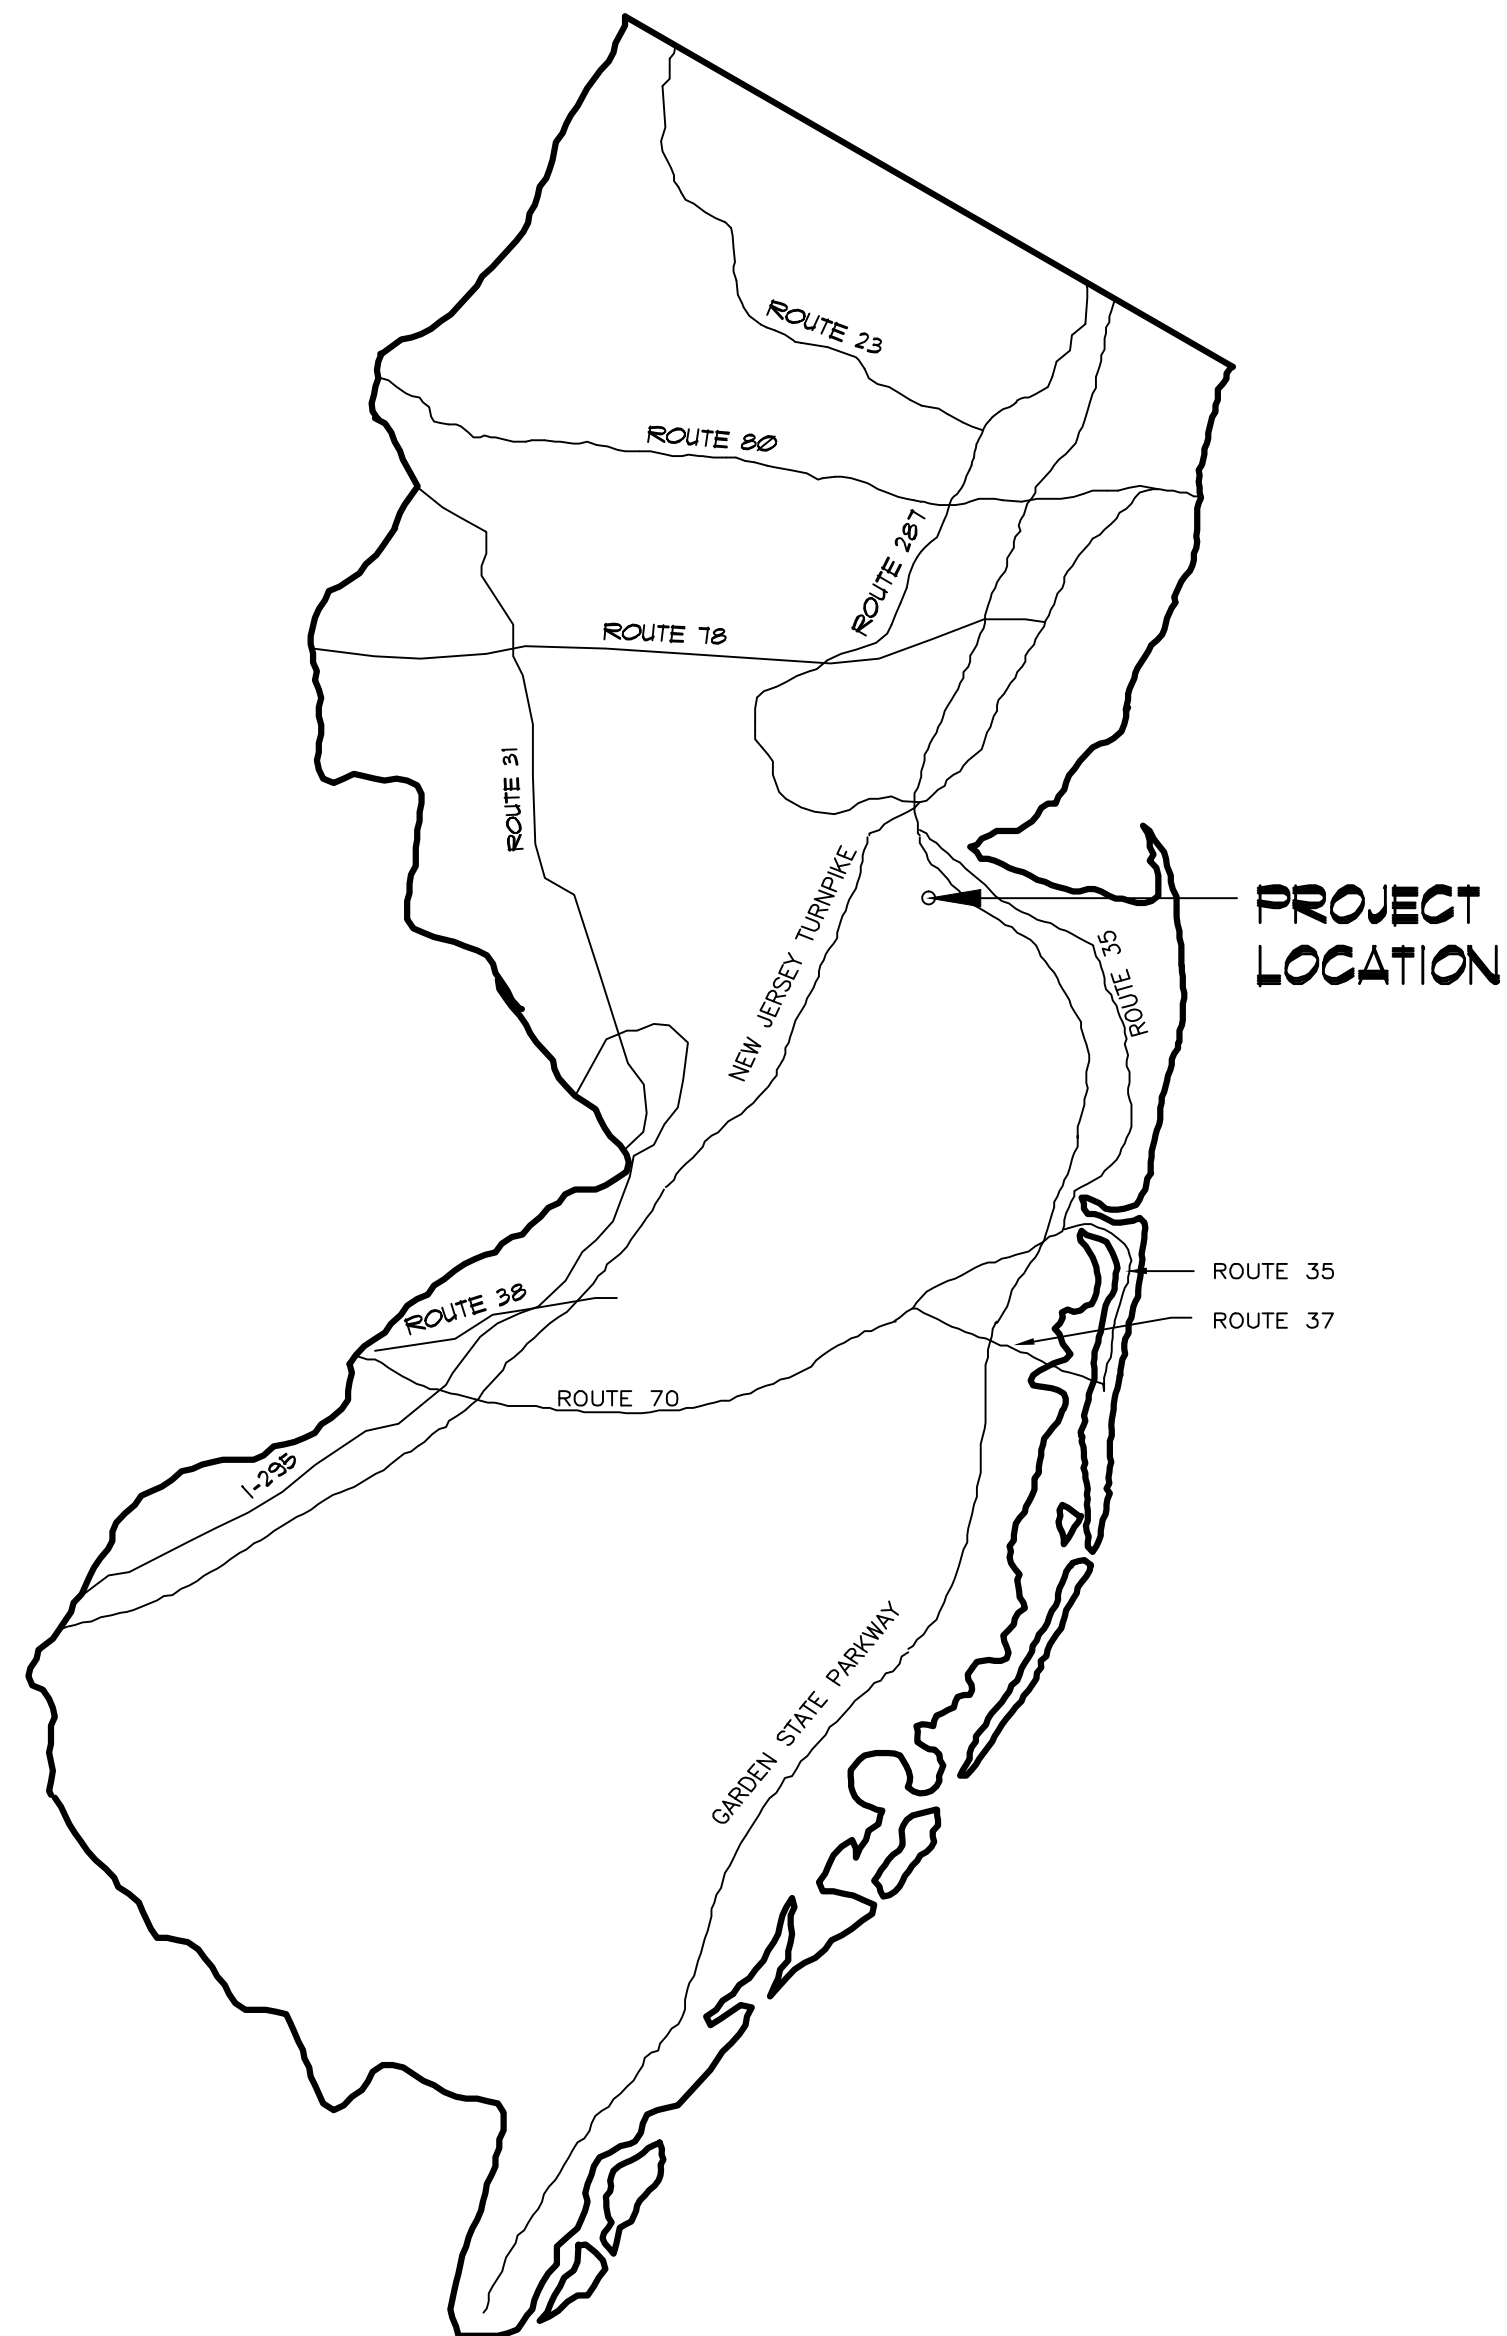 ROUTE 23
ROUTE 80
ROUTE 287
ROUTE 78
ROUTE 31
NEW JERSEY TURNPIKE
PROJECT
LOCATION
ROUTE 35
ROUTE 35
ROUTE 38
ROUTE 37
ROUTE 70
I-295
GARDEN STATE PARKWAY